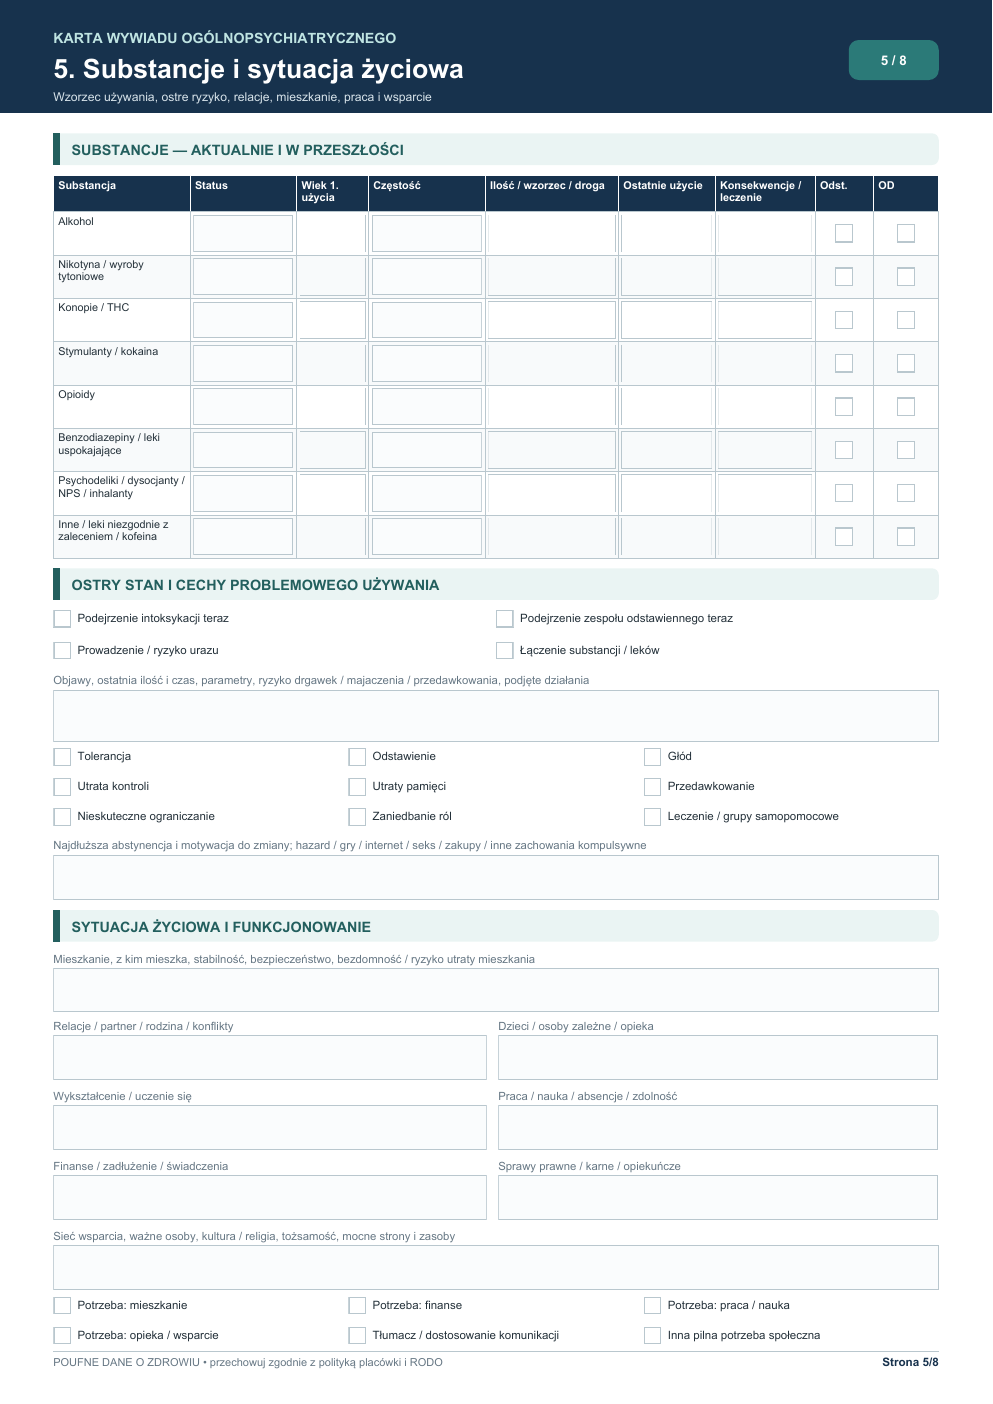 KARTA WYWIADU OGÓLNOPSYCHIATRYCZNEGO
5. Substancje i sytuacja życiowa
5 / 8
Wzorzec używania, ostre ryzyko, relacje, mieszkanie, praca i wsparcie
SUBSTANCJE — AKTUALNIE I W PRZESZŁOŚCI
Substancja Status Wiek 1. użycia Częstość Ilość / wzorzec / droga Ostatnie użycie Konsekwencje / leczenie Odst. OD
Alkohol
Nikotyna / wyroby
tytoniowe
Konopie / THC
Stymulanty / kokaina
Opioidy
Benzodiazepiny / leki
uspokajające
Psychodeliki / dysocjanty /
NPS / inhalanty
Inne / leki niezgodnie z
zaleceniem / kofeina
OSTRY STAN I CECHY PROBLEMOWEGO UŻYWANIA
Podejrzenie intoksykacji teraz Podejrzenie zespołu odstawiennego teraz
Prowadzenie / ryzyko urazu Łączenie substancji / leków
Objawy, ostatnia ilość i czas, parametry, ryzyko drgawek / majaczenia / przedawkowania, podjęte działania
Tolerancja Odstawienie Głód
Utrata kontroli Utraty pamięci Przedawkowanie
Nieskuteczne ograniczanie Zaniedbanie ról Leczenie / grupy samopomocowe
Najdłuższa abstynencja i motywacja do zmiany; hazard / gry / internet / seks / zakupy / inne zachowania kompulsywne
SYTUACJA ŻYCIOWA I FUNKCJONOWANIE
Mieszkanie, z kim mieszka, stabilność, bezpieczeństwo, bezdomność / ryzyko utraty mieszkania
Relacje / partner / rodzina / konflikty Dzieci / osoby zależne / opieka
Wykształcenie / uczenie się Praca / nauka / absencje / zdolność
Finanse / zadłużenie / świadczenia Sprawy prawne / karne / opiekuńcze
Sieć wsparcia, ważne osoby, kultura / religia, tożsamość, mocne strony i zasoby
Potrzeba: mieszkanie Potrzeba: finanse Potrzeba: praca / nauka
Potrzeba: opieka / wsparcie Tłumacz / dostosowanie komunikacji Inna pilna potrzeba społeczna
POUFNE DANE O ZDROWIU • przechowuj zgodnie z polityką placówki i RODO Strona 5/8